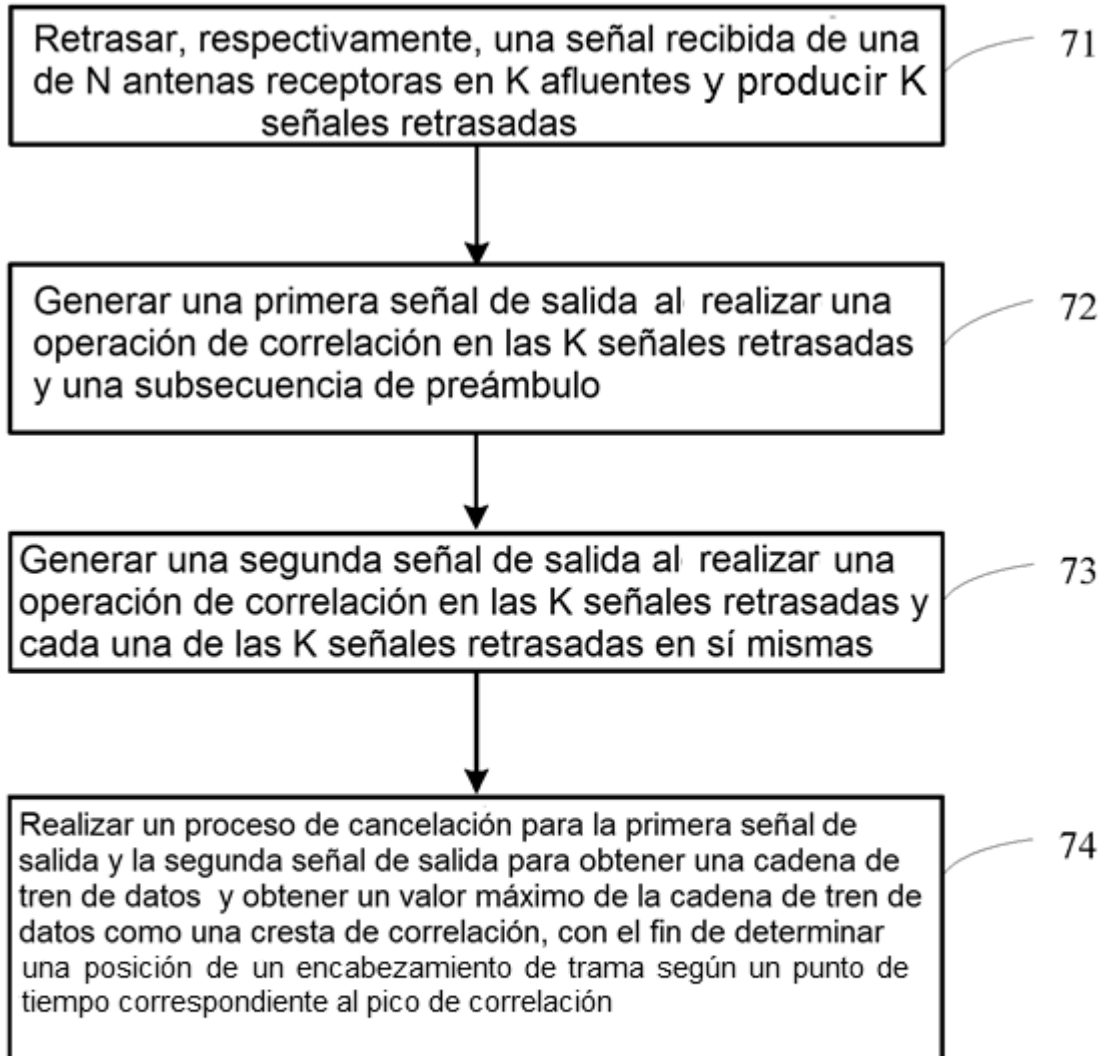 Retrasar, respectivamente, una señal recibida de una
de N antenas receptoras en K afluentes y producir K
señales retrasadas
71
Generar una primera señal de salida al realizar una
operación de correlación en las K señales retrasadas
y una subsecuencia de preámbulo
72
Generar una segunda señal de salida al realizar una
operación de correlación en las K señales retrasadas y
cada una de las K señales retrasadas en sí mismas
73
Realizar un proceso de cancelación para la primera señal de
salida y la segunda señal de salida para obtener una cadena de
tren de datos y obtener un valor máximo de la cadena de tren de
datos como una cresta de correlación, con el fin de determinar
una posición de un encabezamiento de trama según un punto de
tiempo correspondiente al pico de correlación
74